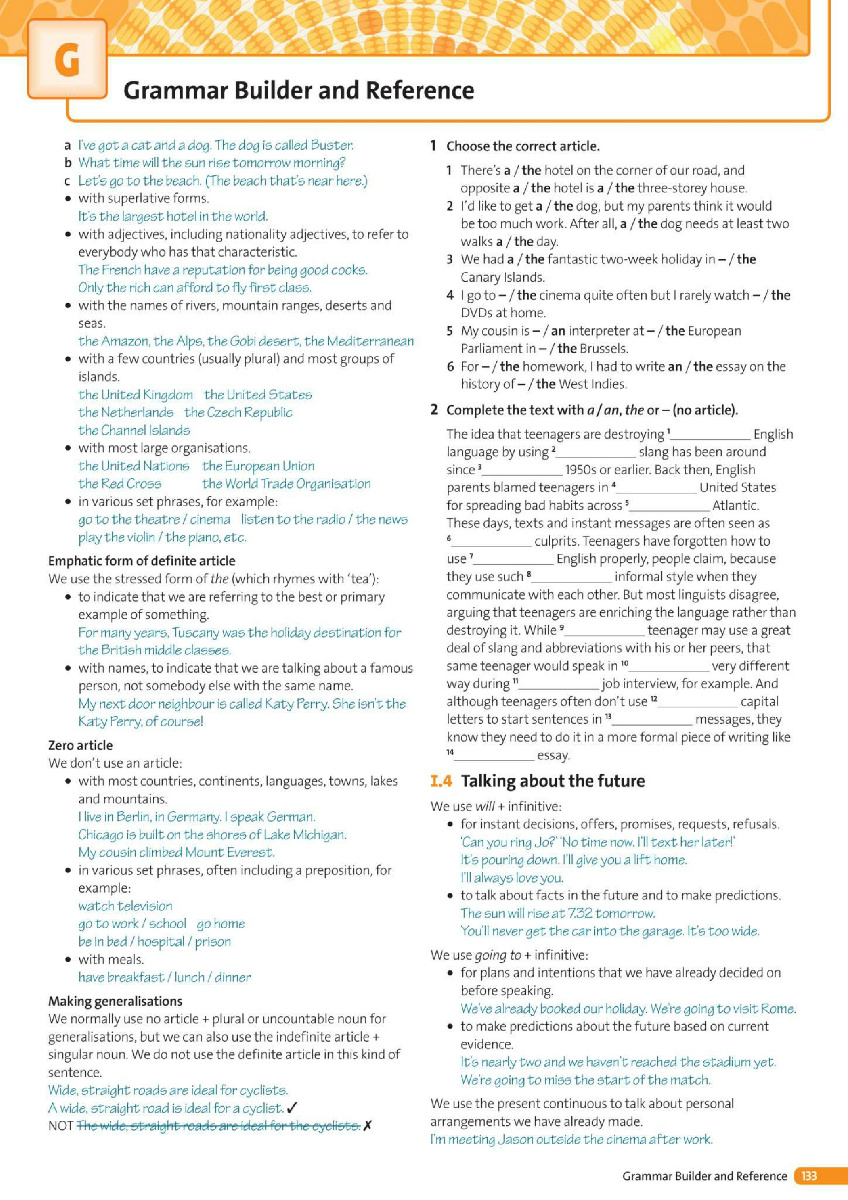 G
Grammar Builder and Reference
a I've got a cat and a dog. The dog is called Buster.
b What time will the sun rise tomorrow morning?
c Let's go to the beach. (The beach that's near here.)
• with superlative forms.
It's the largest hotel in the world.
• with adjectives, including nationality adjectives, to refer to
everybody who has that characteristic.
The French have a reputation for being good cooks.
Only the rich can afford to fly first class.
• with the names of rivers, mountain ranges, deserts and
seas.
the Amazon, the Alps, the Gobi desert, the Mediterranean
• with a few countries (usually plural) and most groups of
islands.
the United Kingdom the United States
the Netherlands the Czech Republic
the Channel Islands
• with most large organisations.
the United Nations the European Union
the Red Cross the World Trade Organisation
• in various set phrases, for example:
go to the theatre / cinema listen to the radio / the news
play the violin / the piano, etc.
Emphatic form of definite article
We use the stressed form of the (which rhymes with 'tea'):
• to indicate that we are referring to the best or primary
example of something.
For many years, Tuscany was the holiday destination for
the British middle classes.
• with names, to indicate that we are talking about a famous
person, not somebody else with the same name.
My next door neighbour is called Katy Perry. She isn't the
Katy Perry, of course!
Zero article
We don't use an article:
• with most countries, continents, languages, towns, lakes
and mountains.
I live in Berlin, in Germany. I speak German.
Chicago is built on the shores of Lake Michigan.
My cousin climbed Mount Everest.
• in various set phrases, often including a preposition, for
example:
watch television
go to work / school go home
be in bed / hospital / prison
• with meals.
have breakfast / lunch / dinner
Making generalisations
We normally use no article + plural or uncountable noun for
generalisations, but we can also use the indefinite article +
singular noun. We do not use the definite article in this kind of
sentence.
Wide, straight roads are ideal for cyclists.
A wide, straight road is ideal for a cyclist. ✓
NOT The wide, straight roads are ideal for the cyclists. ✗
1 Choose the correct article.
1 There's a / the hotel on the corner of our road, and
opposite a / the hotel is a / the three-storey house.
2 I'd like to get a / the dog, but my parents think it would
be too much work. After all, a / the dog needs at least two
walks a / the day.
3 We had a / the fantastic two-week holiday in – / the
Canary Islands.
4 I go to – / the cinema quite often but I rarely watch – / the
DVDs at home.
5 My cousin is – / an interpreter at – / the European
Parliament in – / the Brussels.
6 For – / the homework, I had to write an / the essay on the
history of – / the West Indies.
2 Complete the text with a / an, the or – (no article).
The idea that teenagers are destroying 1____________ English
language by using 2____________ slang has been around
since 3____________ 1950s or earlier. Back then, English
parents blamed teenagers in 4____________ United States
for spreading bad habits across 5____________ Atlantic.
These days, texts and instant messages are often seen as
6____________ culprits. Teenagers have forgotten how to
use 7____________ English properly, people claim, because
they use such 8____________ informal style when they
communicate with each other. But most linguists disagree,
arguing that teenagers are enriching the language rather than
destroying it. While 9____________ teenager may use a great
deal of slang and abbreviations with his or her peers, that
same teenager would speak in 10____________ very different
way during 11____________ job interview, for example. And
although teenagers often don't use 12____________ capital
letters to start sentences in 13____________ messages, they
know they need to do it in a more formal piece of writing like
14____________ essay.
I.4 Talking about the future
We use will + infinitive:
• for instant decisions, offers, promises, requests, refusals.
'Can you ring Jo?' 'No time now. I'll text her later!'
It's pouring down. I'll give you a lift home.
I'll always love you.
• to talk about facts in the future and to make predictions.
The sun will rise at 7.32 tomorrow.
You'll never get the car into the garage. It's too wide.
We use going to + infinitive:
• for plans and intentions that we have already decided on
before speaking.
We've already booked our holiday. We're going to visit Rome.
• to make predictions about the future based on current
evidence.
It's nearly two and we haven't reached the stadium yet.
We're going to miss the start of the match.
We use the present continuous to talk about personal
arrangements we have already made.
I'm meeting Jason outside the cinema after work.
Grammar Builder and Reference 133